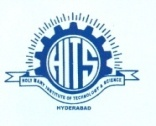 HOLY MARY INSTITUTE OF TECHNOLOGY & SCIENCE
HITS
HYDERABAD